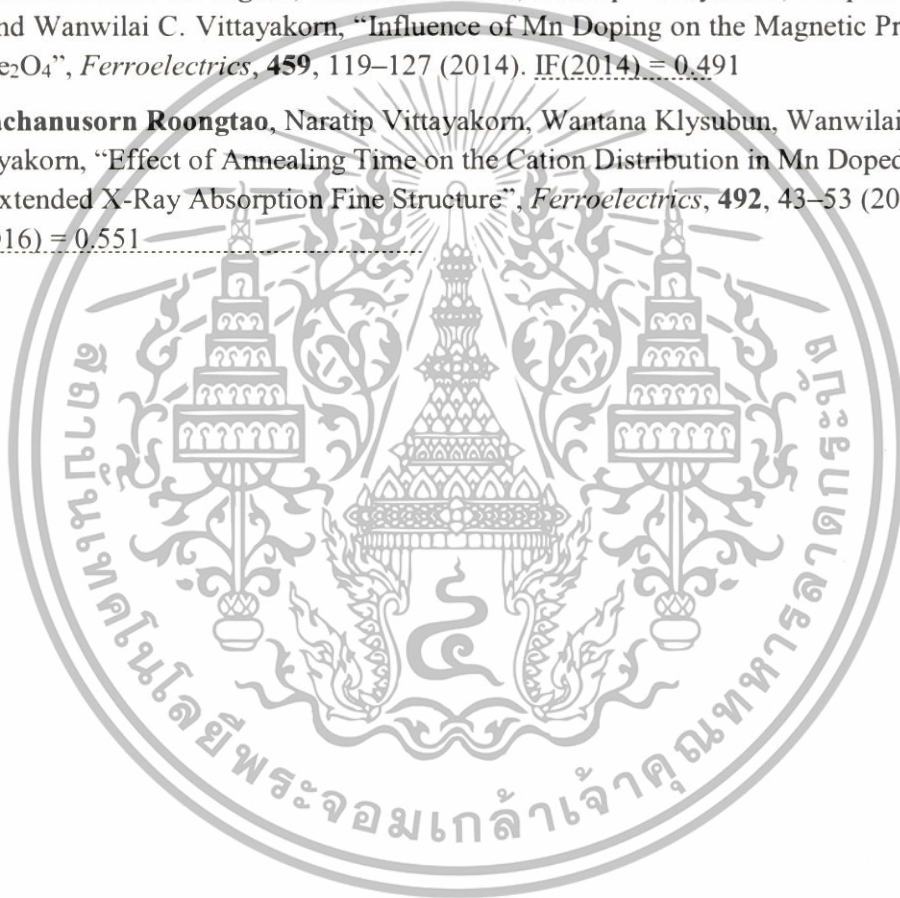 nd Wanwilai C. Vittayakorn, “Influence of Mn Doping on the Magnetic Pr
e₂O₄”, Ferroelectrics, 459, 119–127 (2014). IF(2014) = 0.491
achanusorn Roongtao, Naratip Vittayakorn, Wantana Klysubun, Wanwilai
yakorn, “Effect of Annealing Time on the Cation Distribution in Mn Doped
xtended X-Ray Absorption Fine Structure”, Ferroelectrics, 492, 43–53 (20
16) = 0.551
๔
สถาบันเทคโนโลยีพระจอมเกล้าเจ้าคุณทหารลาดกระบัง